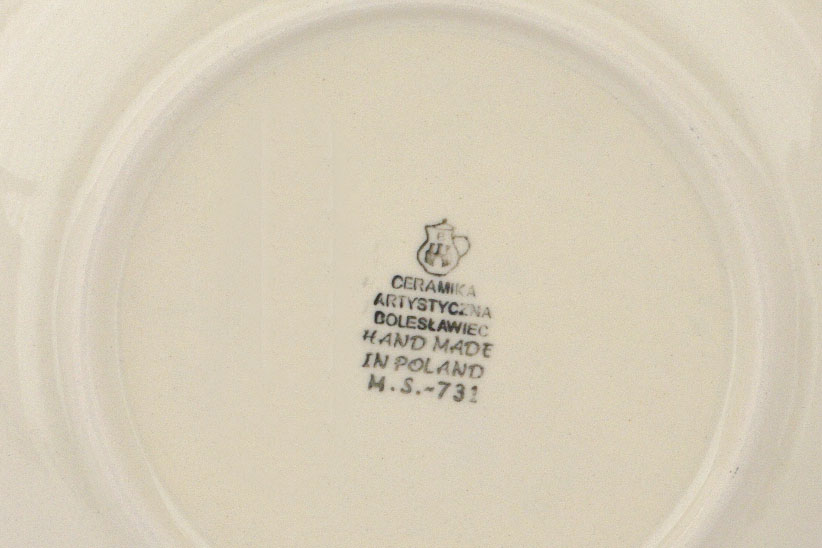 B
CERAMIKA
ARTYSTYCZNA
BOLESŁAWIEC
HAND MADE
IN POLAND
M.S.-731